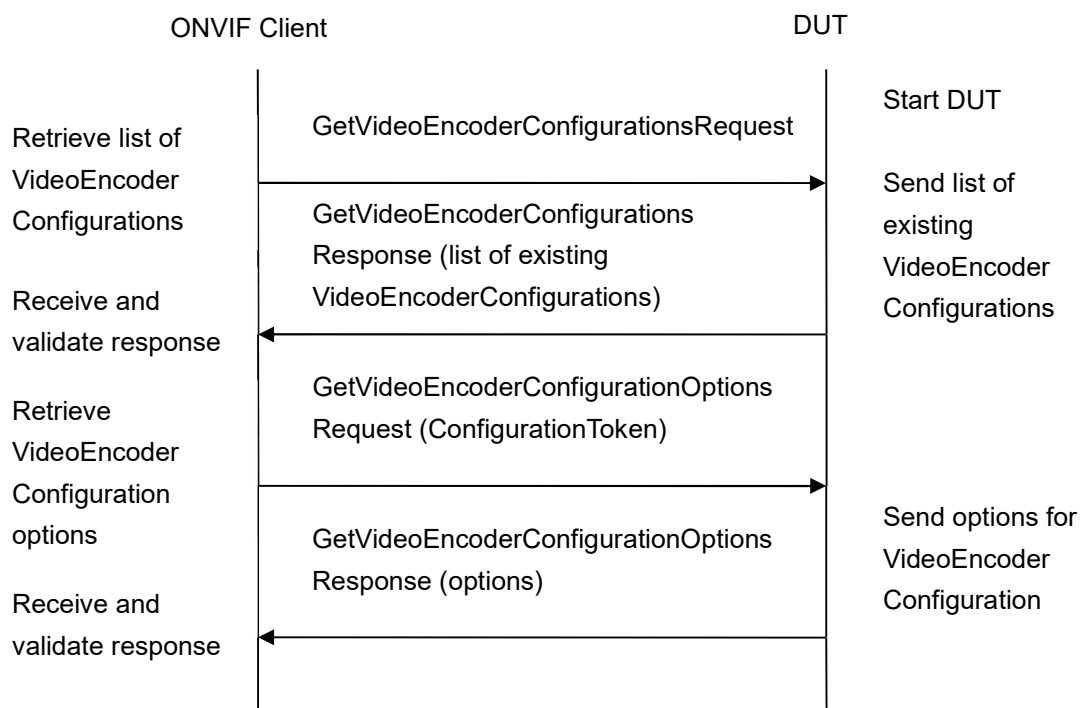 ONVIF Client
DUT
Start DUT
GetVideoEncoderConfigurationsRequest
Retrieve list of
VideoEncoder
Configurations
Send list of
existing
VideoEncoder
Configurations
GetVideoEncoderConfigurations
Response (list of existing
VideoEncoderConfigurations)
Receive and
validate response
GetVideoEncoderConfigurationOptions
Request (ConfigurationToken)
Retrieve
VideoEncoder
Configuration
options
Send options for
VideoEncoder
Configuration
GetVideoEncoderConfigurationOptions
Response (options)
Receive and
validate response